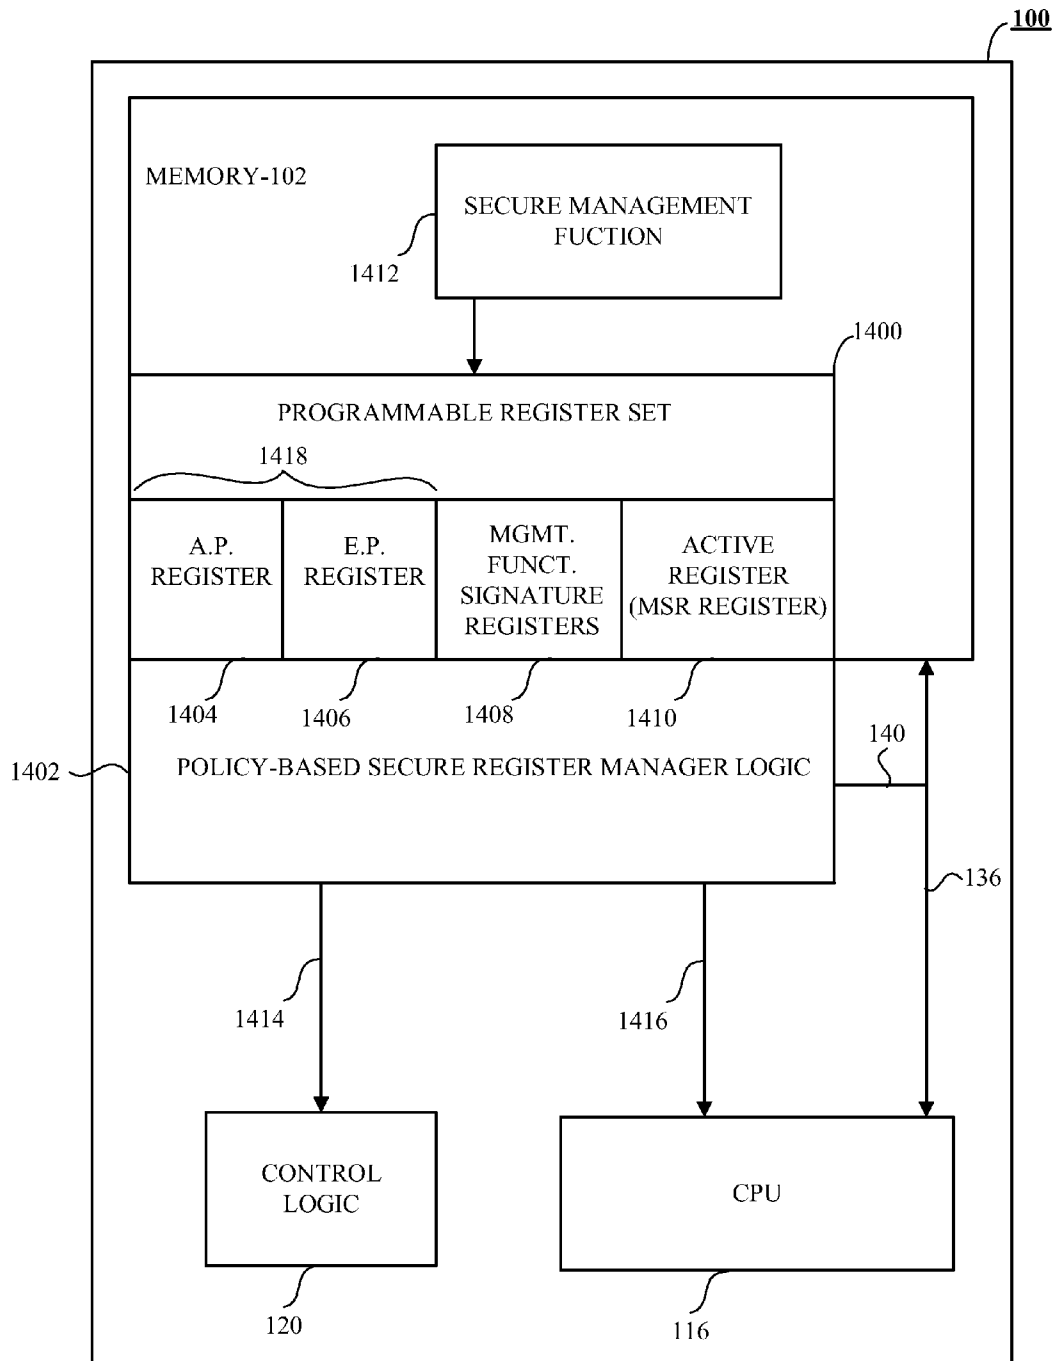 100
MEMORY-102
SECURE MANAGEMENT
FUCTION
1412
1400
PROGRAMMABLE REGISTER SET
1418
A.P.
REGISTER
E.P.
REGISTER
MGMT.
FUNCT.
SIGNATURE
REGISTERS
ACTIVE
REGISTER
(MSR REGISTER)
1404
1406
1408
1410
140
1402
POLICY-BASED SECURE REGISTER MANAGER LOGIC
136
1414
1416
CONTROL
LOGIC
CPU
120
116